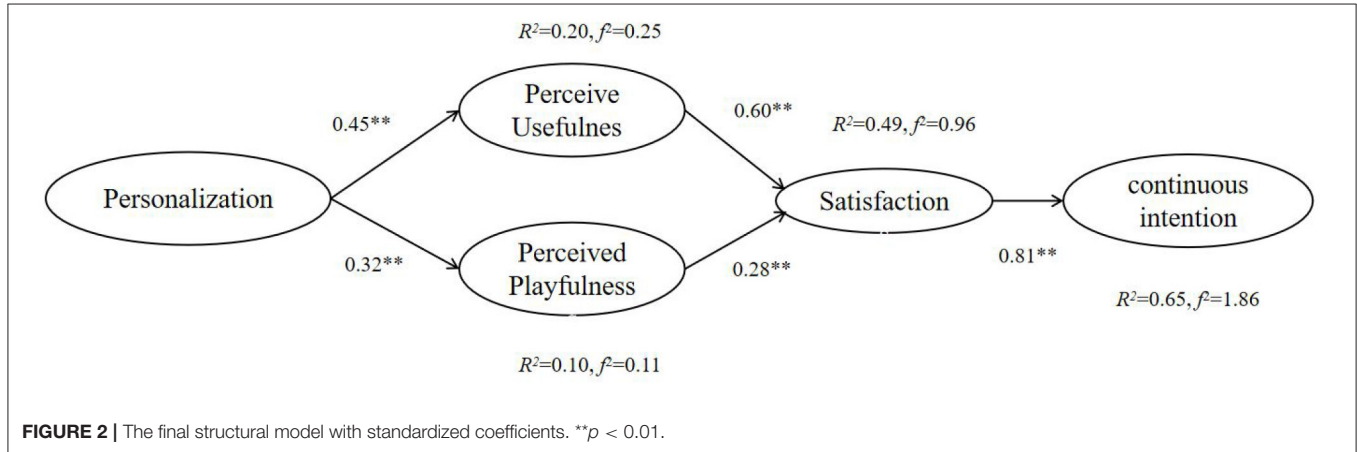 R²=0.20, f²=0.25
Perceive
Usefulnes
0.45**
0.60**
R²=0.49, f²=0.96
Personalization
Satisfaction
continuous
intention
0.32**
Perceived
Playfulness
0.28**
0.81**
R²=0.65, f²=1.86
R²=0.10, f²=0.11
FIGURE 2 | The final structural model with standardized coefficients. **p < 0.01.